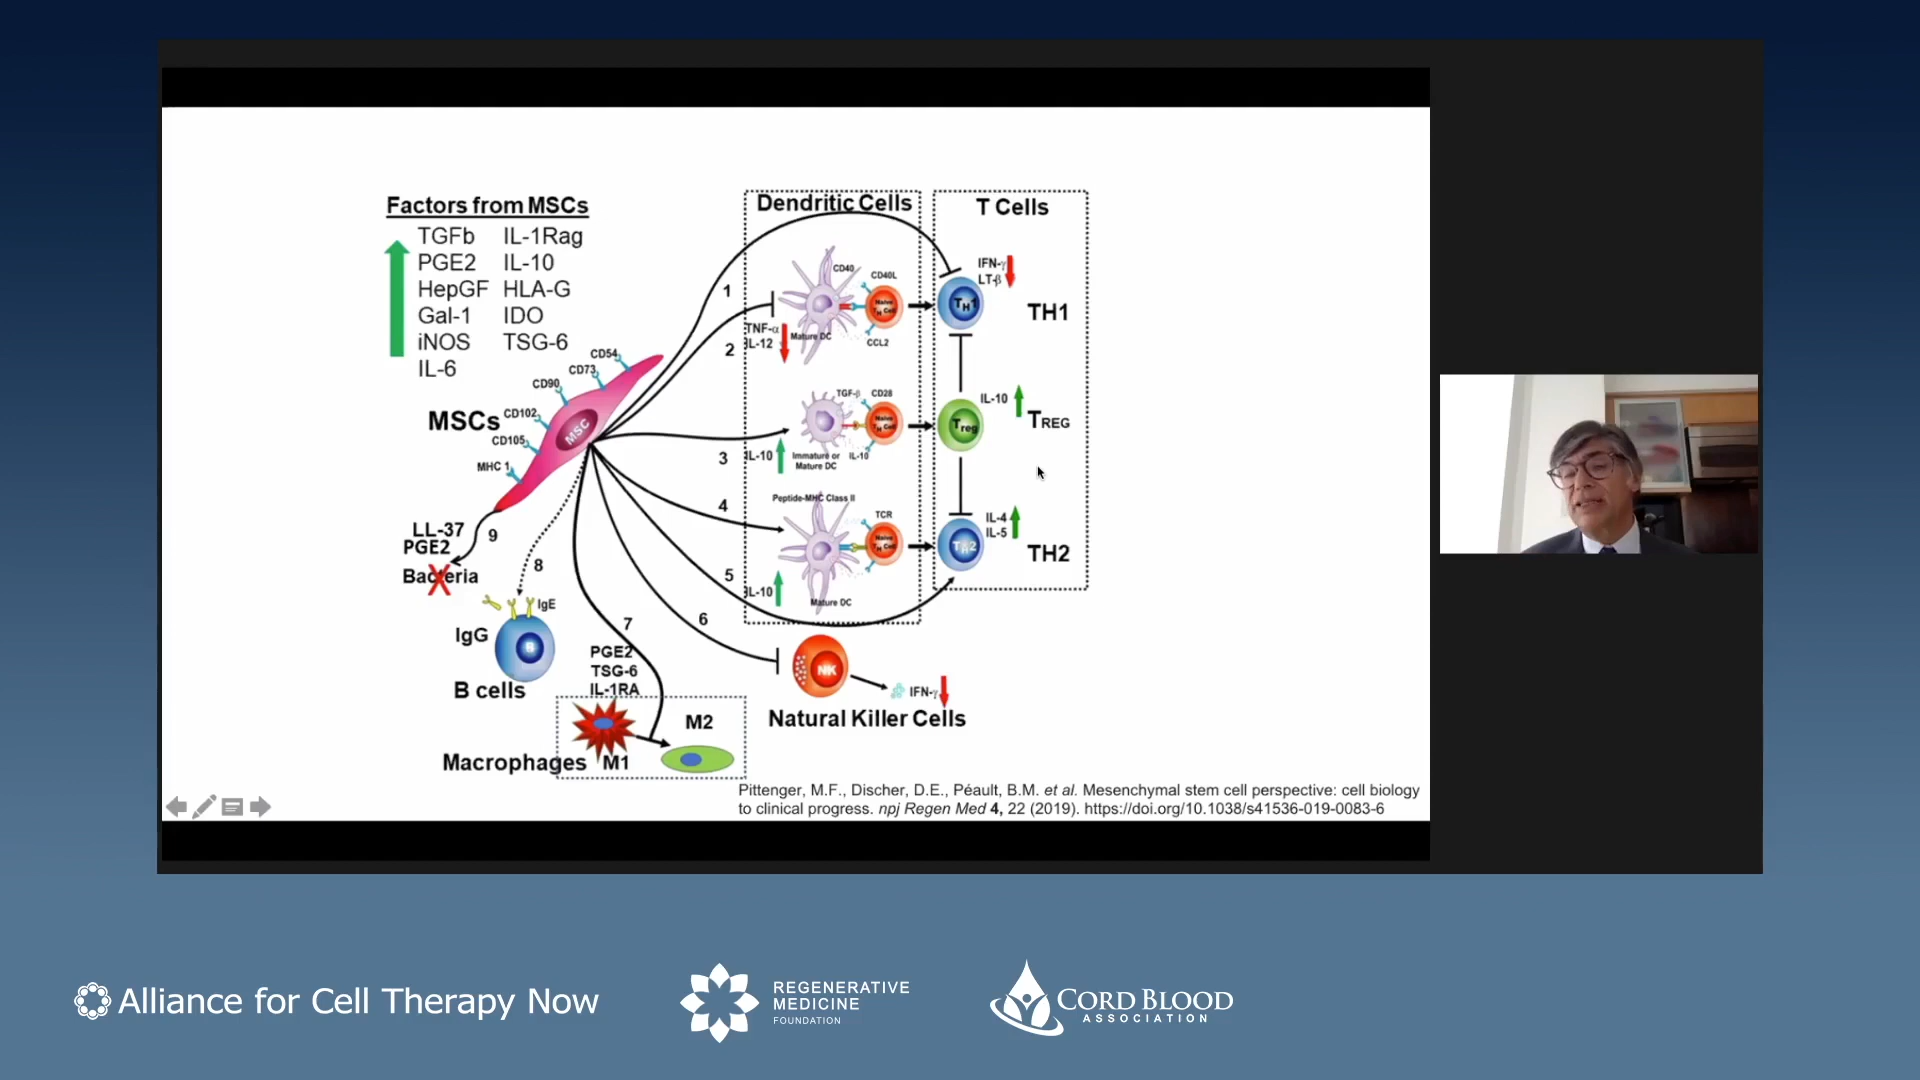 Factors from MSCs
TGFb IL-1Rag
PGE2 IL-10
HepGF HLA-G
Gal-1 IDO
iNOS TSG-6
IL-6
CD54
CD73
CD90
CD102
CD105
MHC 1
MSCs
MSC
LL-37
PGE2
Bacteria
9
8
IgE
IgG
B
B cells
7
PGE2
TSG-6
IL-1RA
M2
Macrophages M1
6
NK
IFN-γ
Natural Killer Cells
Dendritic Cells
1
2
CD40
CD40L
Naive
TH Cell
TNF-α
IL-12
Mature DC
CCL2
3
TGF-β CD28
Naive
TH Cell
IL-10
Immature or
Mature DC
IL-10
4
Peptide-MHC Class II
TCR
Naive
TH Cell
5
IL-10
Mature DC
T Cells
IFN-γ
LT-β
TH1
TH1
IL-10
Treg
TREG
IL-4
IL-5
TH2
TH2
Pittenger, M.F., Discher, D.E., Péault, B.M. et al. Mesenchymal stem cell perspective: cell biology
to clinical progress. npj Regen Med 4, 22 (2019). https://doi.org/10.1038/s41536-019-0083-6
Alliance for Cell Therapy Now
REGENERATIVE
MEDICINE
FOUNDATION
CORD BLOOD
ASSOCIATION